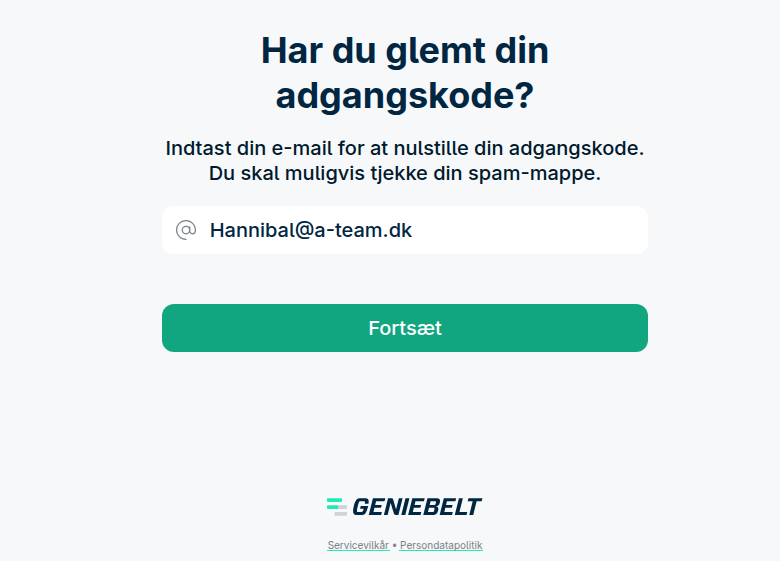 Har du glemt din
adgangskode?
Indtast din e-mail for at nulstille din adgangskode.
Du skal muligvis tjekke din spam-mappe.
@ Hannibal@a-team.dk
Fortsæt
GENIEBELT
Servicevilkår • Persondatapolitik